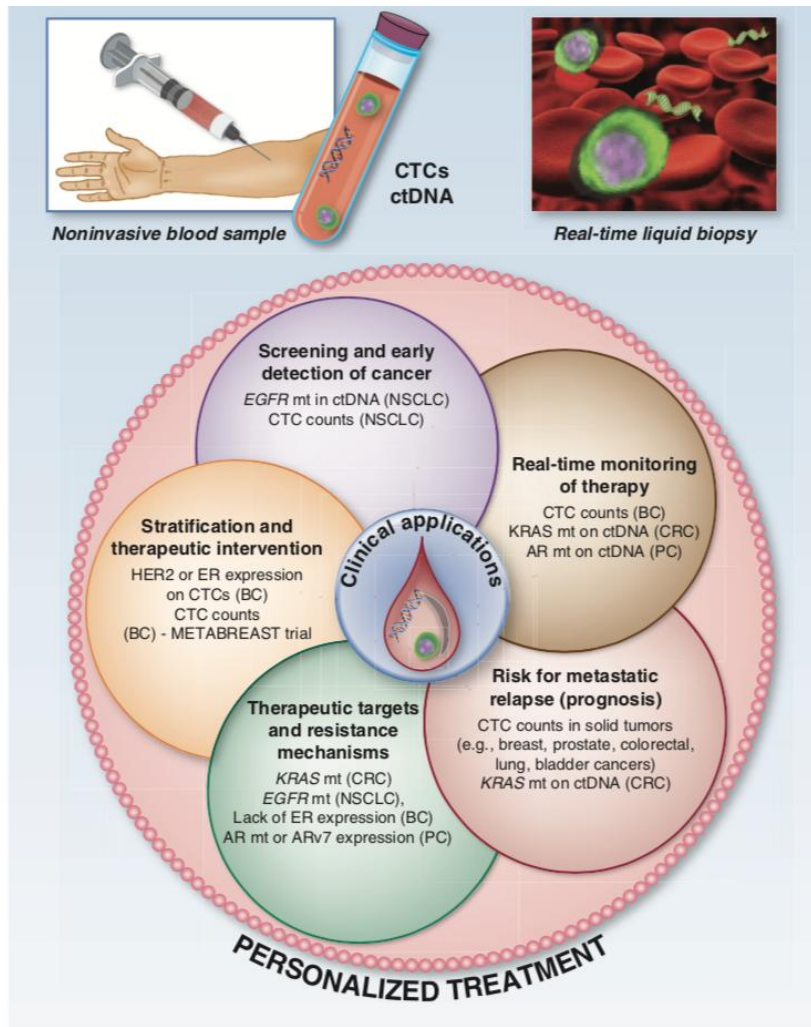 CTCs
ctDNA
Noninvasive blood sample
Real-time liquid biopsy
Screening and early
detection of cancer
EGFR mt in ctDNA (NSCLC)
CTC counts (NSCLC)
Real-time monitoring
of therapy
CTC counts (BC)
KRAS mt on ctDNA (CRC)
AR mt on ctDNA (PC)
Stratification and
therapeutic intervention
HER2 or ER expression
on CTCs (BC)
CTC counts
(BC) - METABREAST trial
Clinical applications
Risk for metastatic
relapse (prognosis)
CTC counts in solid tumors
(e.g., breast, prostate, colorectal,
lung, bladder cancers)
KRAS mt on ctDNA (CRC)
Therapeutic targets
and resistance
mechanisms
KRAS mt (CRC)
EGFR mt (NSCLC),
Lack of ER expression (BC)
AR mt or ARv7 expression (PC)
PERSONALIZED TREATMENT